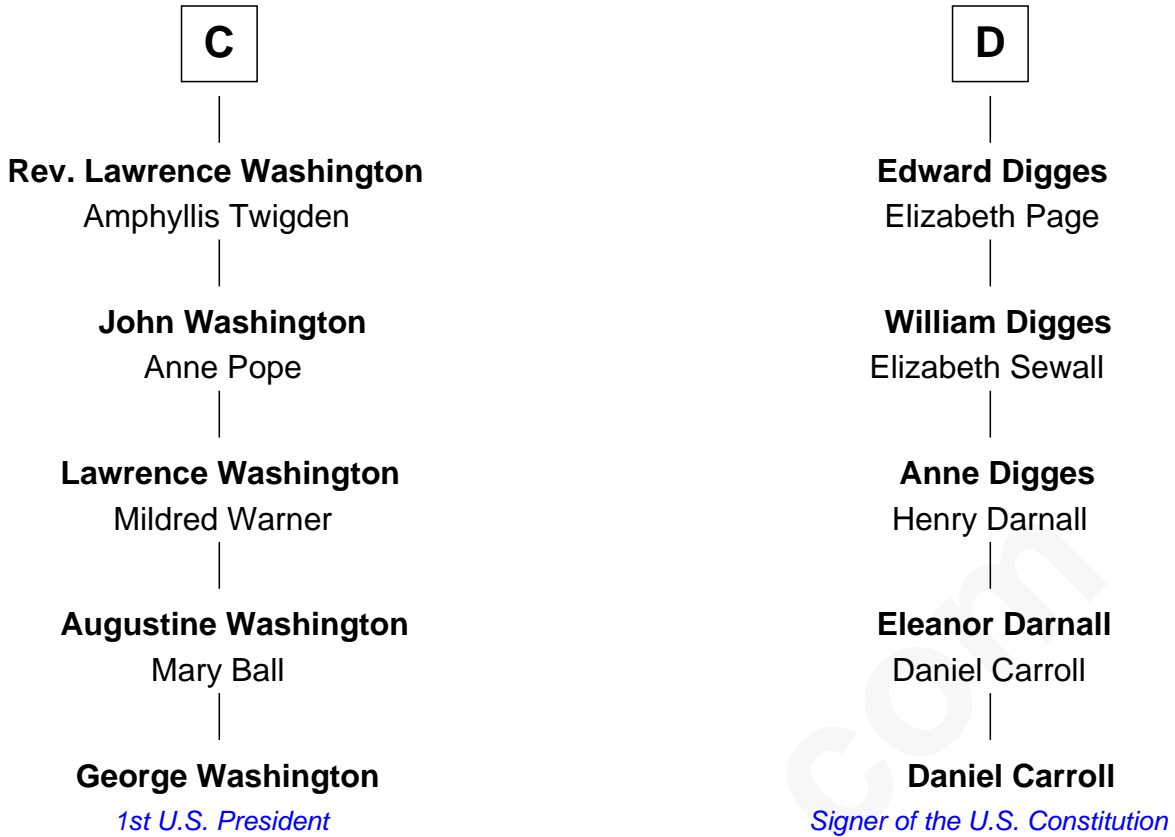 C
Rev. Lawrence Washington
Amphyllis Twigden
John Washington
Anne Pope
Lawrence Washington
Mildred Warner
Augustine Washington
Mary Ball
George Washington
1st U.S. President
D
Edward Digges
Elizabeth Page
William Digges
Elizabeth Sewall
Anne Digges
Henry Darnall
Eleanor Darnall
Daniel Carroll
Daniel Carroll
Signer of the U.S. Constitution
com